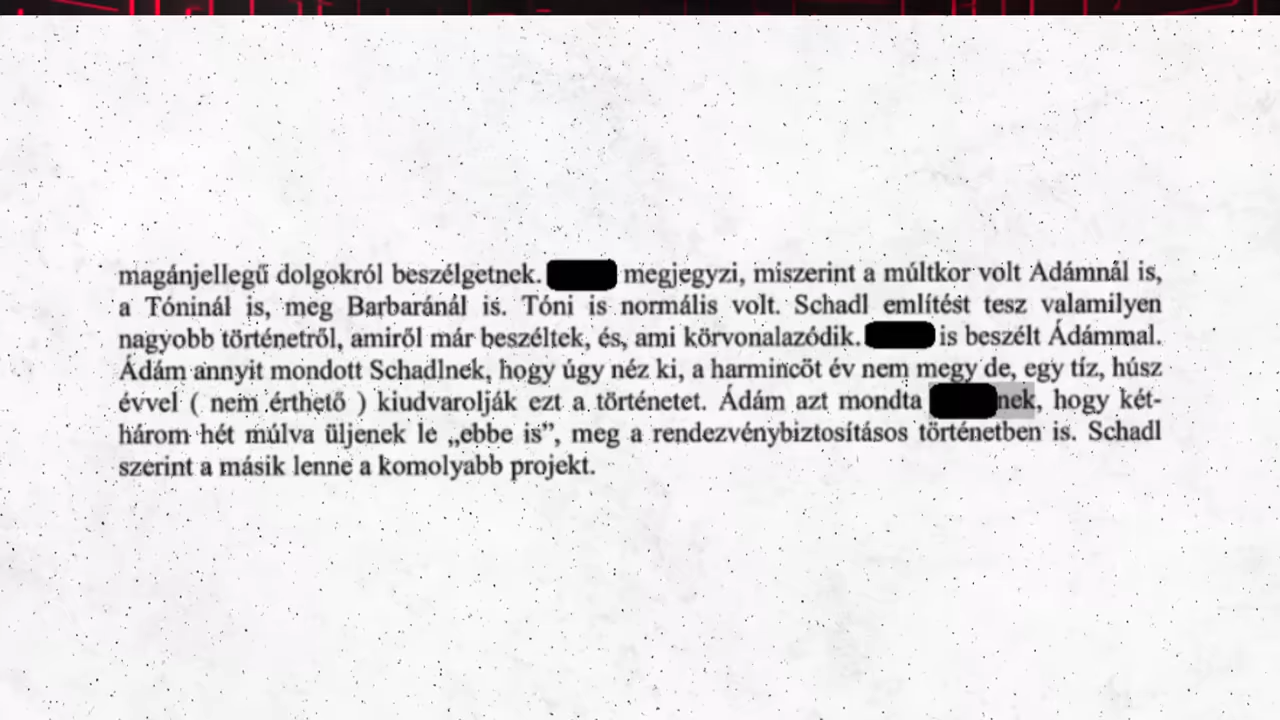 magánjellegű dolgokról beszélgetnek. megjegyzi, miszerint a múltkor volt Ádámnál is,
a Tóninál is, meg Barbaránál is. Tóni is normális volt. Schadl említést tesz valamilyen
nagyobb történetről, amiről már beszéltek, és, ami körvonalazódik. is beszélt Ádámmal.
Ádám annyit mondott Schadlnek, hogy úgy néz ki, a harmincöt év nem megy de, egy tíz, húsz
évvel ( nem érthető ) kiudvarolják ezt a történetet. Ádám azt mondta nek, hogy két-
három hét múlva üljenek le „ebbe is”, meg a rendezvénybiztosításos történetben is. Schadl
szerint a másik lenne a komolyabb projekt.